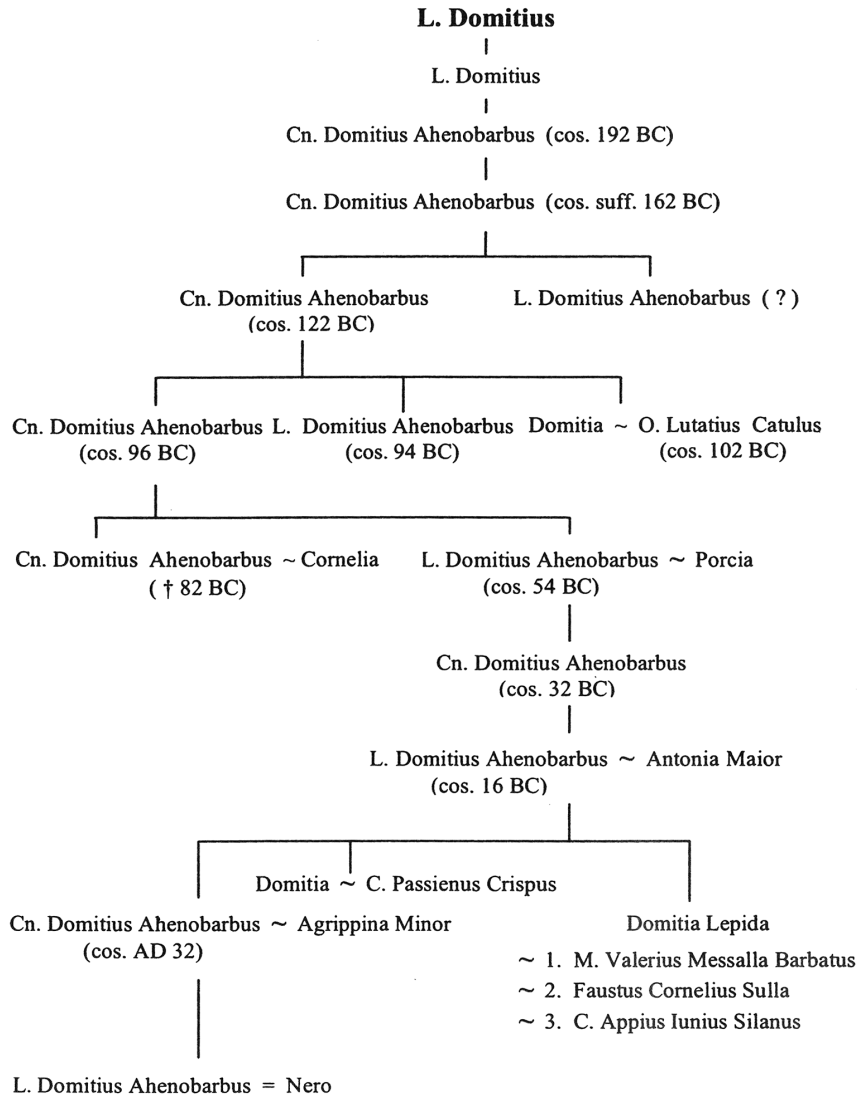 L. Domitius
L. Domitius
Cn. Domitius Ahenobarbus (cos. 192 BC)
Cn. Domitius Ahenobarbus (cos. suff. 162 BC)
Cn. Domitius Ahenobarbus L. Domitius Ahenobarbus ( ? )
(cos. 122 BC)
Cn. Domitius Ahenobarbus L. Domitius Ahenobarbus Domitia ~ O. Lutatius Catulus
(cos. 96 BC) (cos. 94 BC) (cos. 102 BC)
Cn. Domitius Ahenobarbus ~ Cornelia L. Domitius Ahenobarbus ~ Porcia
( † 82 BC) (cos. 54 BC)
Cn. Domitius Ahenobarbus
(cos. 32 BC)
L. Domitius Ahenobarbus ~ Antonia Maior
(cos. 16 BC)
Domitia ~ C. Passienus Crispus
Cn. Domitius Ahenobarbus ~ Agrippina Minor Domitia Lepida
(cos. AD 32)
~ 1. M. Valerius Messalla Barbatus
~ 2. Faustus Cornelius Sulla
~ 3. C. Appius Iunius Silanus
L. Domitius Ahenobarbus = Nero